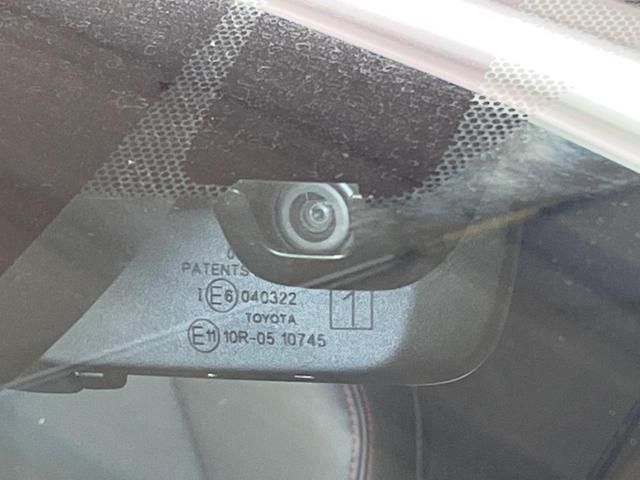 PATENTS
I E6 040322
1
TOYOTA
E11 10R-05 10745